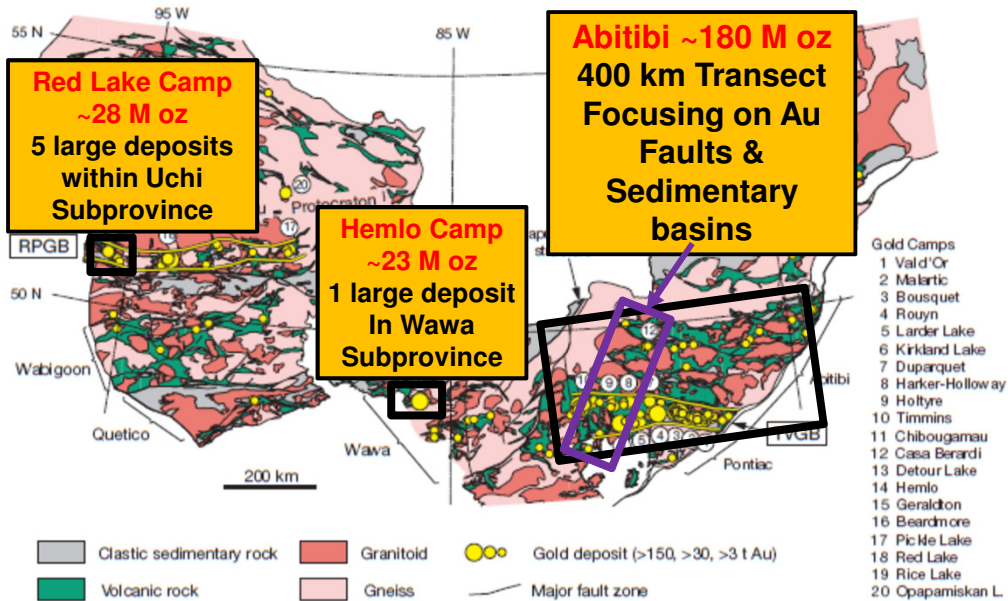 95 W
55 N
85 W
Red Lake Camp
~28 M oz
5 large deposits
within Uchi
Subprovince
Abitibi ~180 M oz
400 km Transect
Focusing on Au
Faults &
Sedimentary
basins
20
Protocraton
17
RPGB
Hemlo Camp
~23 M oz
1 large deposit
In Wawa
Subprovince
50 N
Wabigoon
Quetico
Wawa
200 km
12
9
8
5
4
3
Abitibi
TVGB
Pontiac
Gold Camps
1 Val d'Or
2 Malartic
3 Bousquet
4 Rouyn
5 Larder Lake
6 Kirkland Lake
7 Duparquet
8 Harker-Holloway
9 Holtyre
10 Timmins
11 Chibougamau
12 Casa Berardi
13 Detour Lake
14 Hemlo
15 Geraldton
16 Beardmore
17 Pickle Lake
18 Red Lake
19 Rice Lake
20 Opapamiskan L.
Clastic sedimentary rock
Granitoid
Gold deposit (>150, >30, >3 t Au)
Volcanic rock
Gneiss
Major fault zone